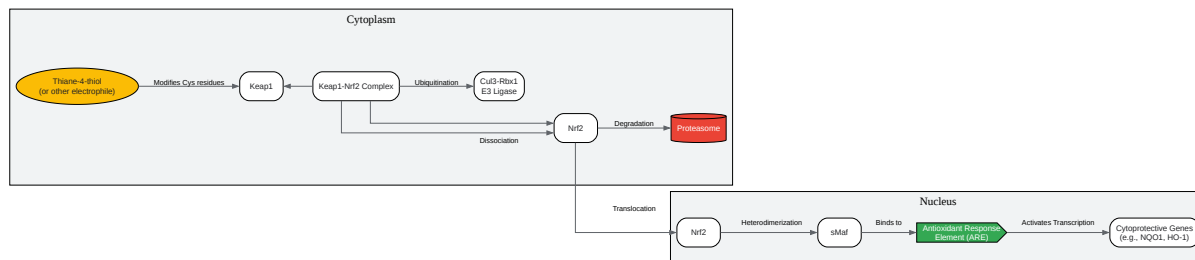 Cytoplasm
Thiane-4-thiol
(or other electrophile)
Modifies Cys residues
Keap1
Keap1-Nrf2 Complex
Ubiquitination
Cul3-Rbx1
E3 Ligase
Dissociation
Nrf2
Degradation
Proteasome
Translocation
Nucleus
Nrf2
Heterodimerization
sMaf
Binds to
Antioxidant Response
Element (ARE)
Activates Transcription
Cytoprotective Genes
(e.g., NQO1, HO-1)